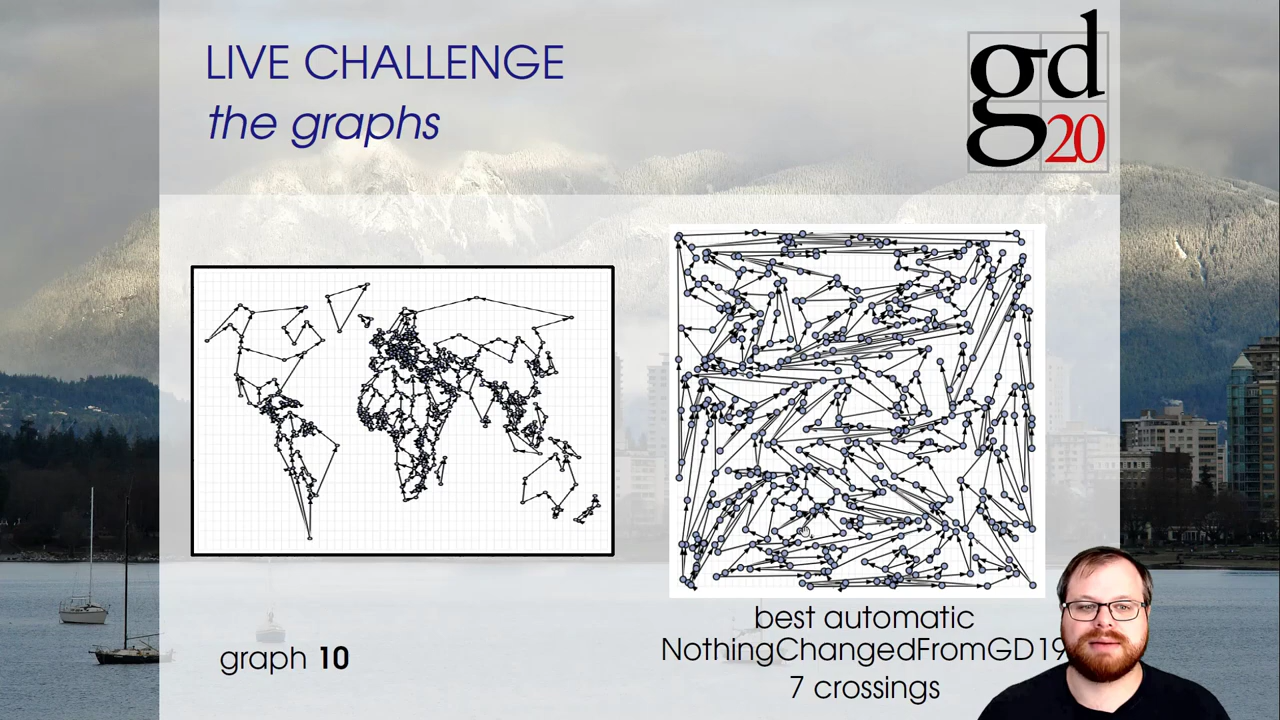 LIVE CHALLENGE
the graphs
gd
20
graph 10
best automatic
NothingChangedFromGD19
7 crossings